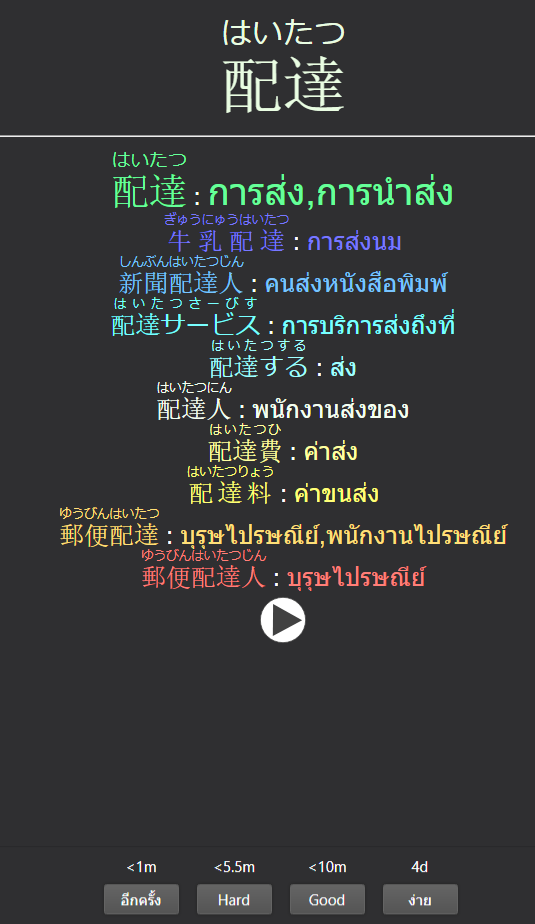 はいたつ
配達
はいたつ
配達 : การส่ง,การนำส่ง
ぎゅうにゅうはいたつ
牛乳配達 : การส่งนม
しんぶんはいたつじん
新聞配達人 : คนส่งหนังสือพิมพ์
はいたつさーびす
配達サービス : การบริการส่งถึงที่
はいたつする
配達する : ส่ง
はいたつにん
配達人 : พนักงานส่งของ
はいたつひ
配達費 : ค่าส่ง
はいたつりょう
配達料 : ค่าขนส่ง
ゆうびんはいたつ
郵便配達 : บุรุษไปรษณีย์,พนักงานไปรษณีย์
ゆうびんはいたつじん
郵便配達人 : บุรุษไปรษณีย์
<1m <5.5m <10m 4d
อีกครั้ง Hard Good ง่าย